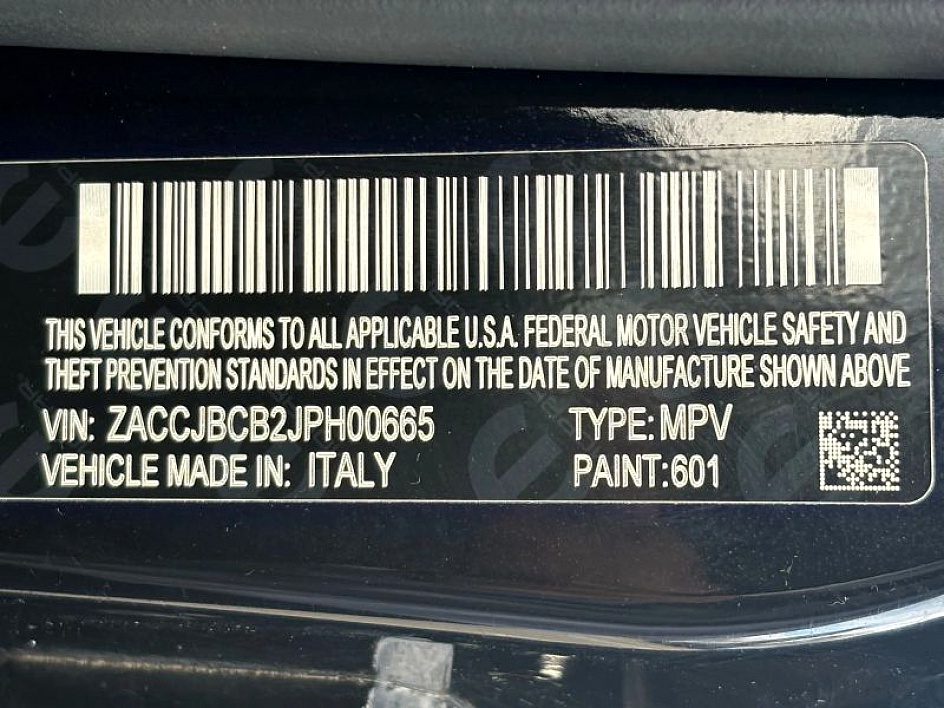 THIS VEHICLE CONFORMS TO ALL APPLICABLE U.S.A. FEDERAL MOTOR VEHICLE SAFETY AND
THEFT PREVENTION STANDARDS IN EFFECT ON THE DATE OF MANUFACTURE SHOWN ABOVE
VIN: ZACCJBCB2JPH00665 TYPE: MPV
VEHICLE MADE IN: ITALY PAINT:601